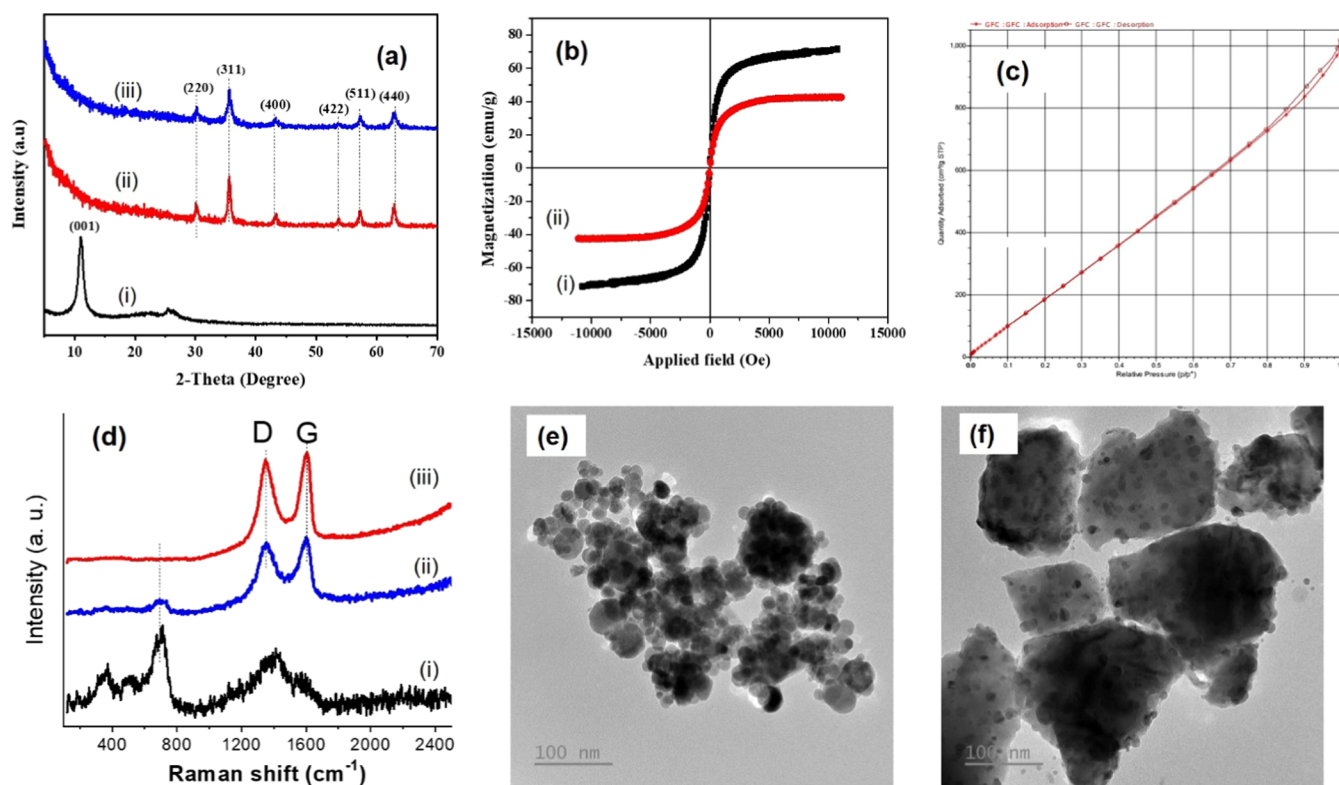 (a)
(iii)
(220)
(311)
(400)
(422)
(511)
(440)
(ii)
(001)
(i)
Intensity (a.u)
10
20
30
40
50
60
70
2-Theta (Degree)
(b)
80
60
40
20
0
-20
-40
-60
-80
(ii)
(i)
Magnetizatiion (emu/g)
-15000
-10000
-5000
0
5000
10000
15000
Applied field (Oe)
GFC : GFC : Adsorption
GFC : GFC : Desorption
(c)
1,000
800
600
400
200
0
Quantity Adsorbed (cm³/g STP)
0.0
0.1
0.2
0.3
0.4
0.5
0.6
0.7
0.8
0.9
Relative Pressure (p/p°)
(d)
D
G
(iii)
(ii)
(i)
Intensity (a. u.)
400
800
1200
1600
2000
2400
Raman shift (cm⁻¹)
(e)
100 nm
(f)
100 nm